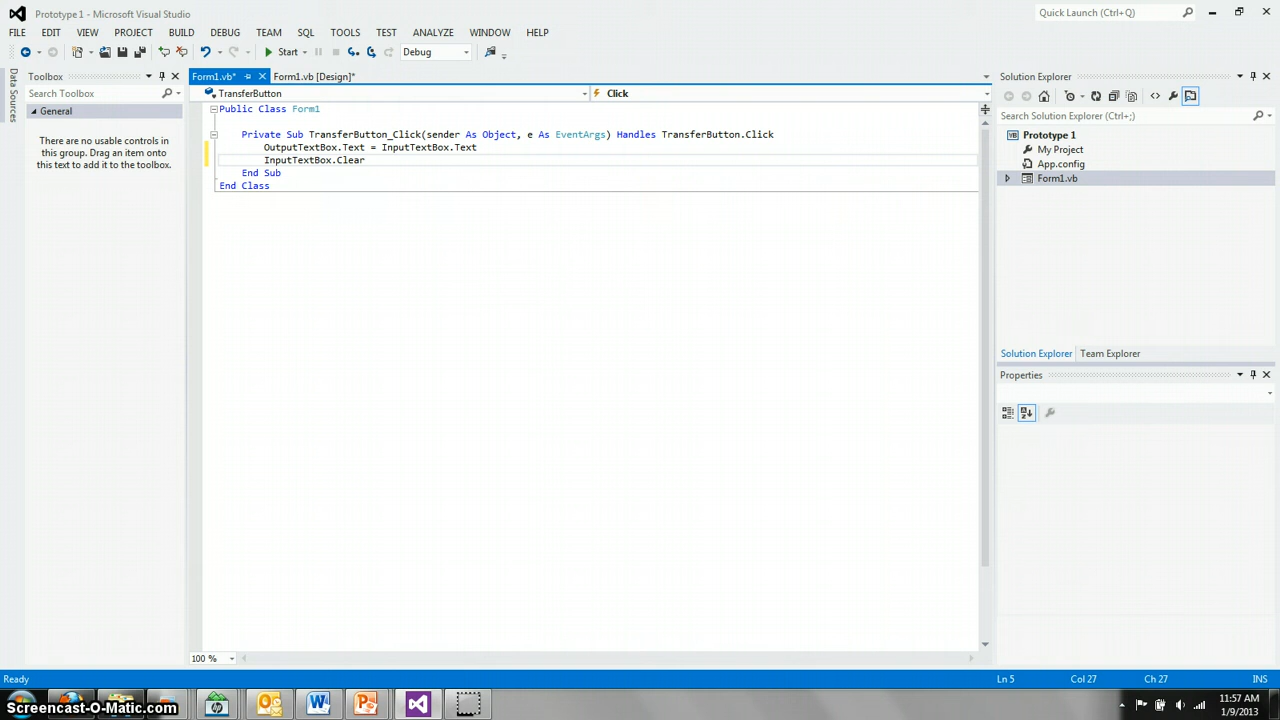 Prototype 1 - Microsoft Visual Studio
Quick Launch (Ctrl+Q)
FILE EDIT VIEW PROJECT BUILD DEBUG TEAM SQL TOOLS TEST ANALYZE WINDOW HELP
Start Debug
Data Sources
Toolbox
Search Toolbox
General
There are no usable controls in
this group. Drag an item onto
this text to add it to the toolbox.
Form1.vb* Form1.vb [Design]*
TransferButton Click
Public Class Form1
Private Sub TransferButton_Click(sender As Object, e As EventArgs) Handles TransferButton.Click
OutputTextBox.Text = InputTextBox.Text
InputTextBox.Clear
End Sub
End Class
100 %
Solution Explorer
Search Solution Explorer (Ctrl+;)
VB Prototype 1
My Project
App.config
Form1.vb
Solution Explorer Team Explorer
Properties
Ready Ln 5 Col 27 Ch 27 INS
Screencast-O-Matic.com
11:57 AM
1/9/2013